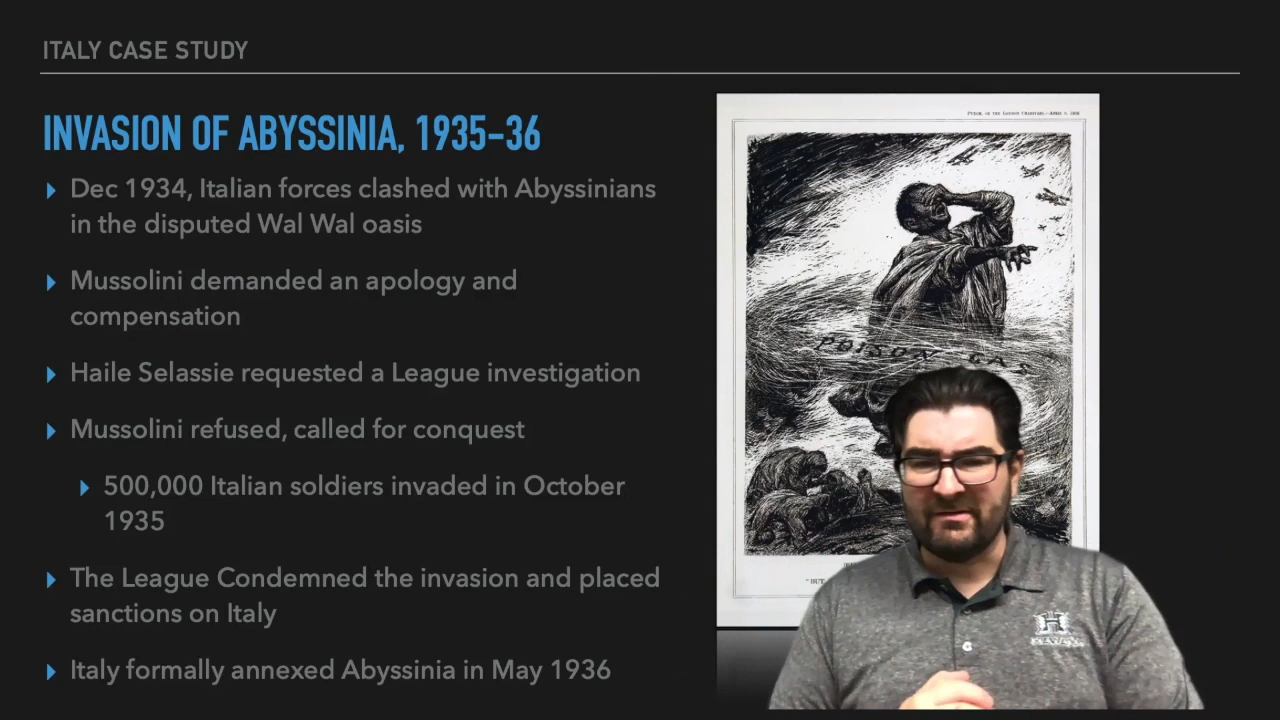 ITALY CASE STUDY
INVASION OF ABYSSINIA, 1935-36
Dec 1934, Italian forces clashed with Abyssinians
in the disputed Wal Wal oasis
Mussolini demanded an apology and
compensation
Haile Selassie requested a League investigation
Mussolini refused, called for conquest
500,000 Italian soldiers invaded in October
1935
The League Condemned the invasion and placed
sanctions on Italy
Italy formally annexed Abyssinia in May 1936
POISON GA
H